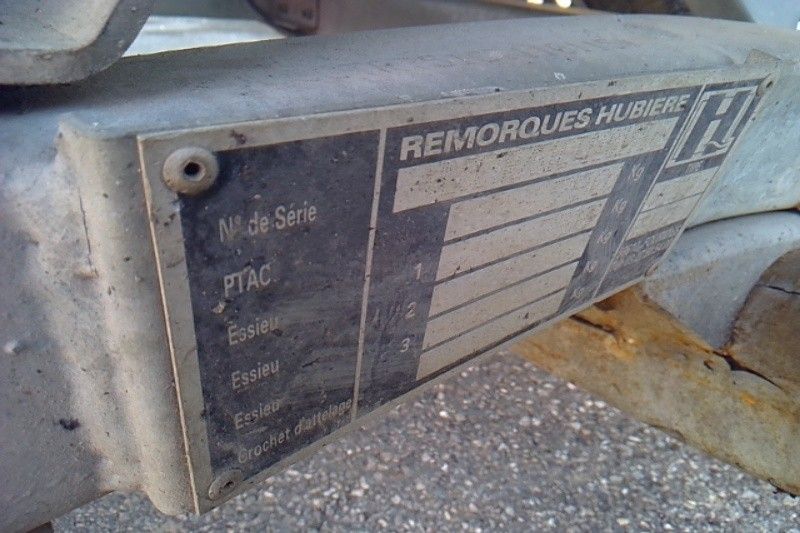 REMORQUES HUBIERE
H
N° de Série
Kg
PTAC
Kg
Essieu 1 Kg
Essieu 2 Kg
Essieu 3 Kg
Crochet d'attelage